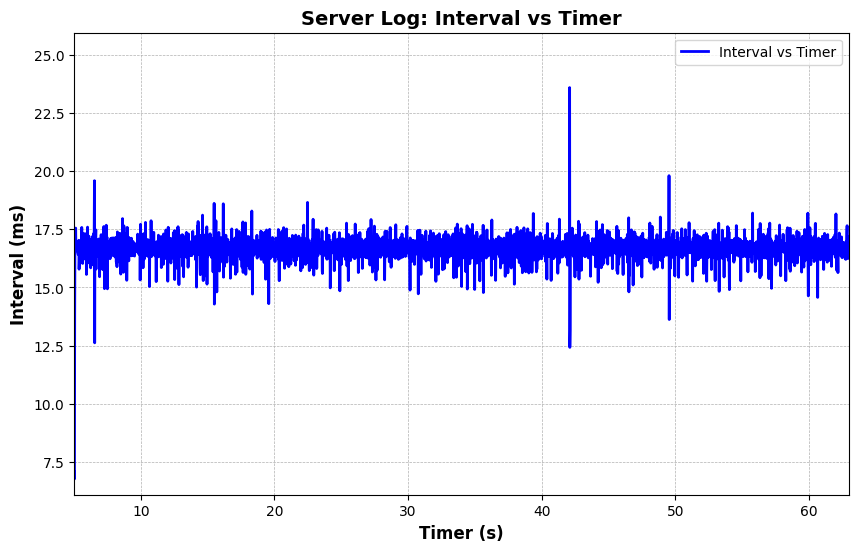 Server Log: Interval vs Timer
Interval vs Timer
25.0
22.5
20.0
17.5
15.0
12.5
10.0
7.5
Interval (ms)
10 20 30 40 50 60
Timer (s)